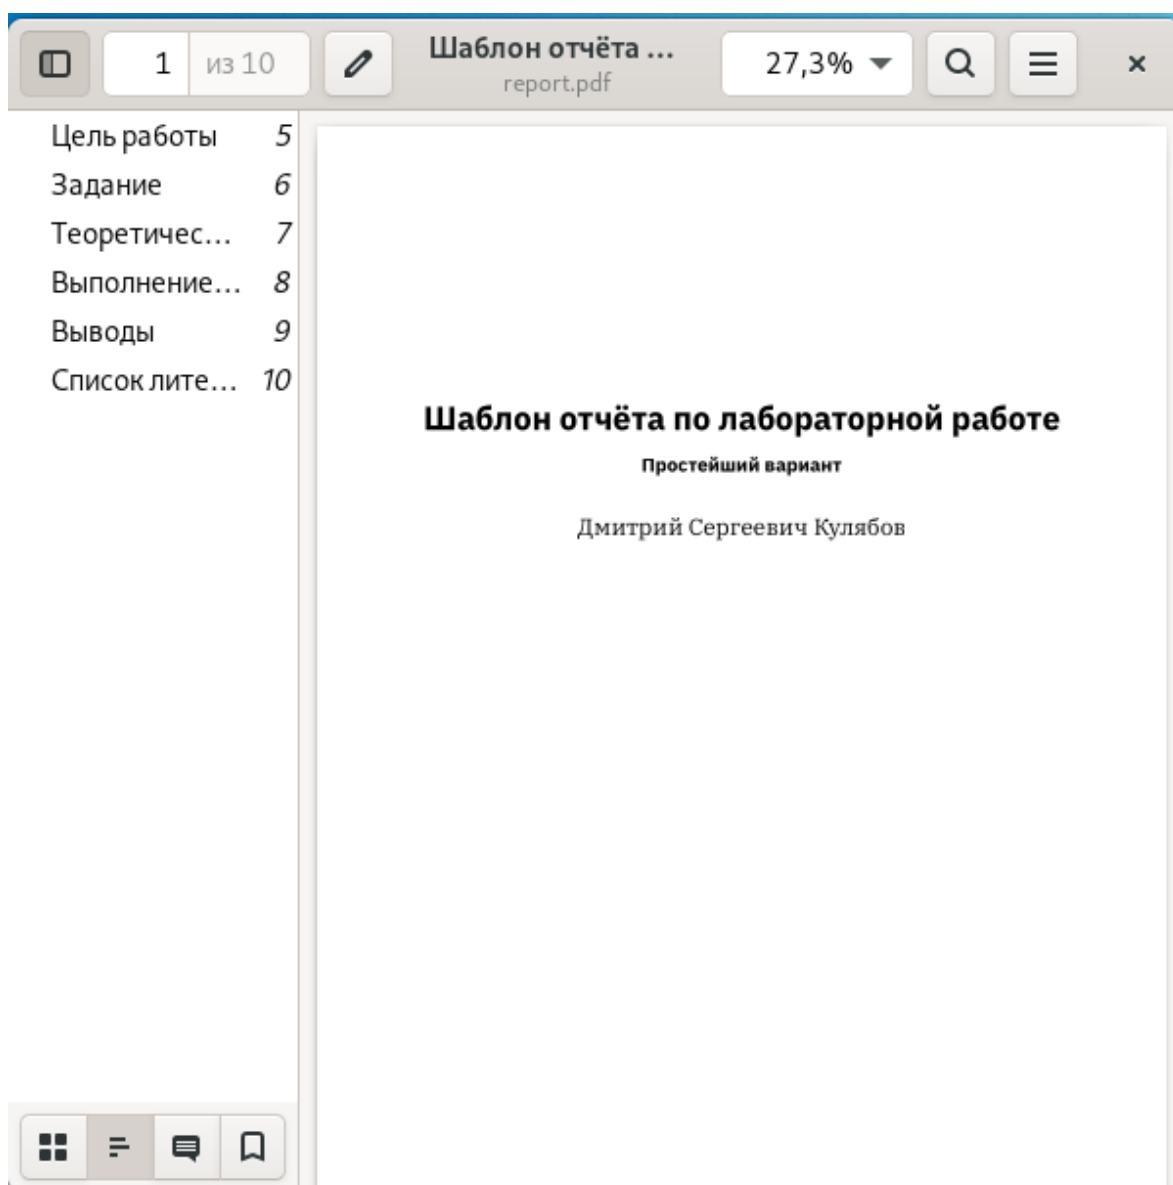 1 из 10
Шаблон отчёта ...
report.pdf
27,3%
Цель работы 5
Задание 6
Теоретичес... 7
Выполнение... 8
Выводы 9
Список лите... 10
Шаблон отчёта по лабораторной работе
Простейший вариант
Дмитрий Сергеевич Кулябов